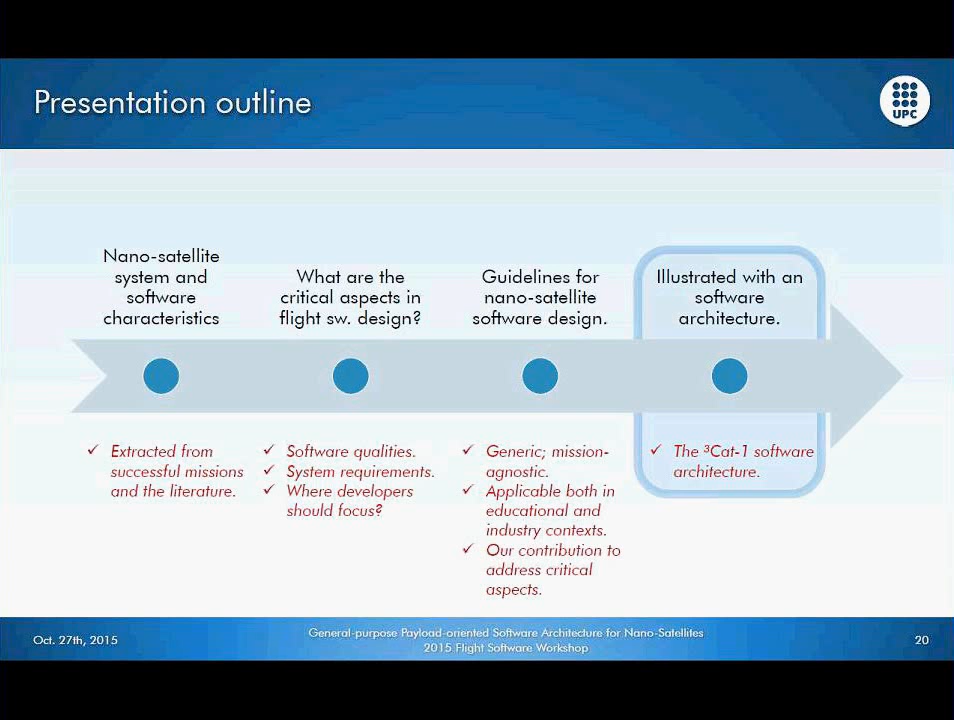 Presentation outline
UPC
Nano-satellite
system and
software
characteristics
What are the
critical aspects in
flight sw. design?
Guidelines for
nano-satellite
software design.
Illustrated with an
software
architecture.
✓ Extracted from
successful missions
and the literature.
✓ Software qualities.
✓ System requirements.
✓ Where developers
should focus?
✓ Generic; mission-
agnostic.
✓ Applicable both in
educational and
industry contexts.
✓ Our contribution to
address critical
aspects.
✓ The ³Cat-1 software
architecture.
Oct. 27th, 2015
General-purpose Payload-oriented Software Architecture for Nano-Satellites
2015 Flight Software Workshop
20